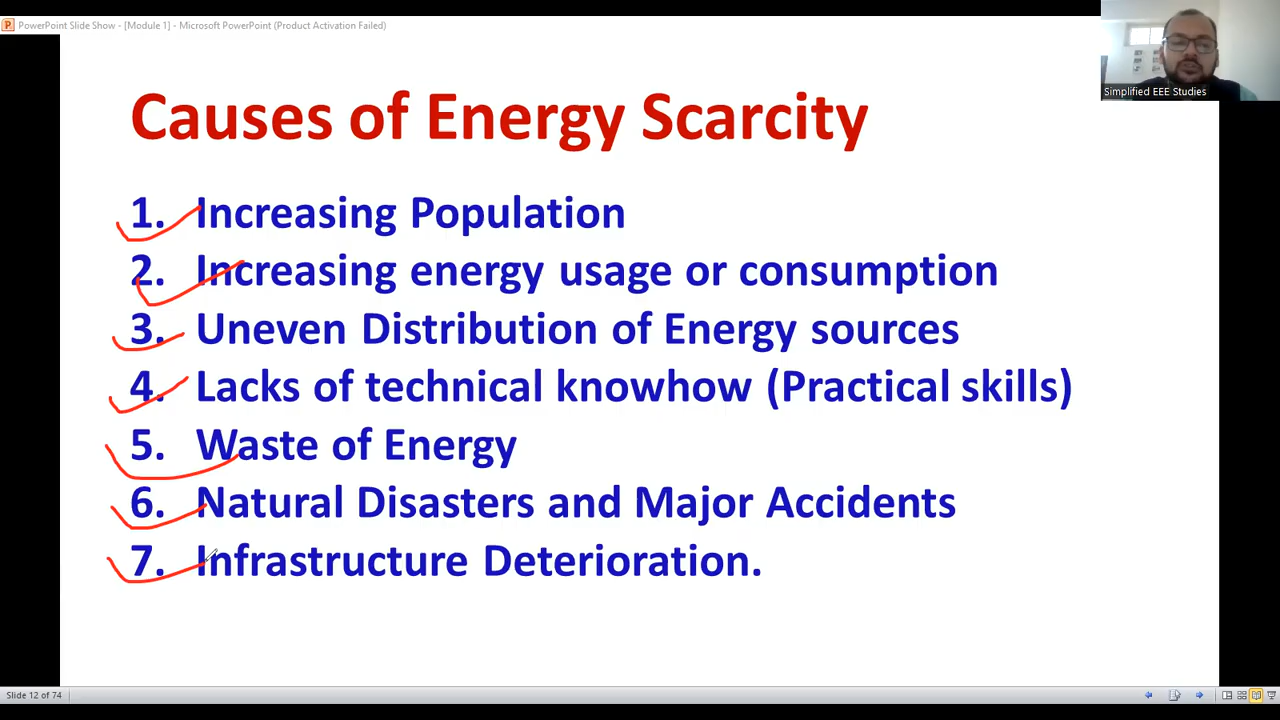 PowerPoint Slide Show - [Module 1] - Microsoft PowerPoint (Product Activation Failed)
Simplified EEE Studies
Causes of Energy Scarcity
1. Increasing Population
2. Increasing energy usage or consumption
3. Uneven Distribution of Energy sources
4. Lacks of technical knowhow (Practical skills)
5. Waste of Energy
6. Natural Disasters and Major Accidents
7. Infrastructure Deterioration.
Slide 12 of 74